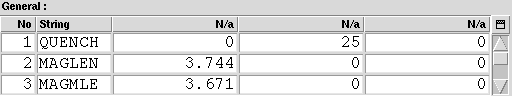 General :
No String N/a N/a N/a
1 QUENCH 0 25 0
2 MAGLEN 3.744 0 0
3 MAGMLE 3.671 0 0